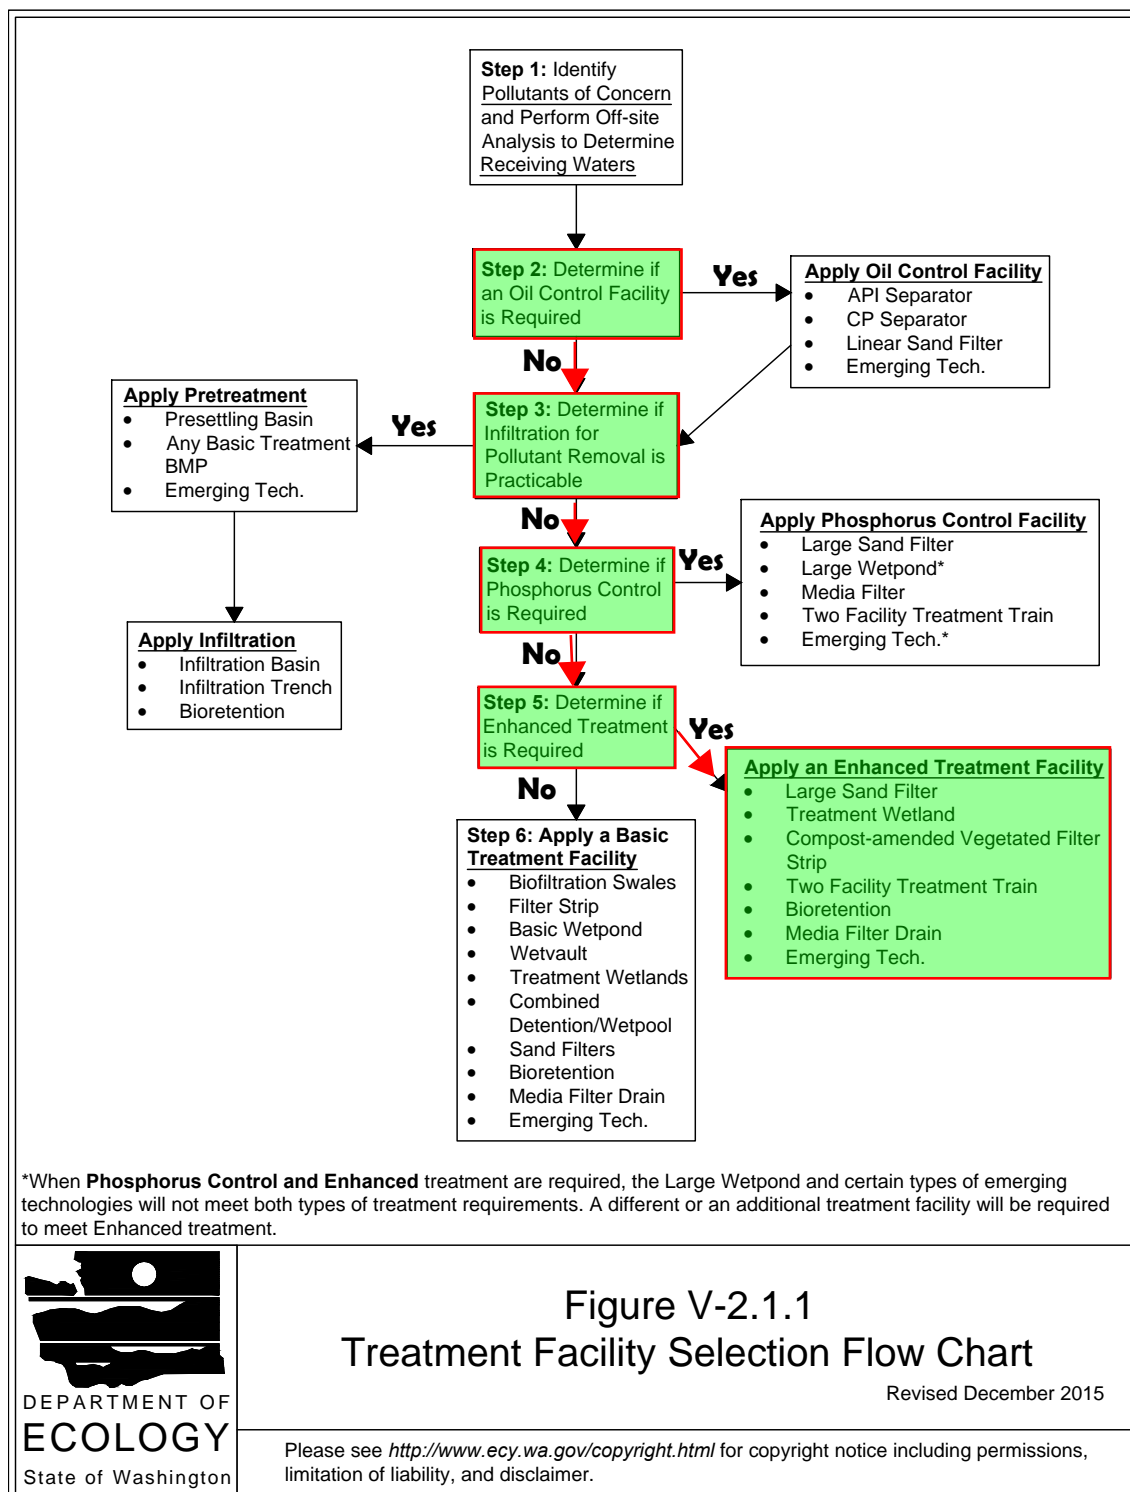 Step 1: Identify
Pollutants of Concern
and Perform Off-site
Analysis to Determine
Receiving Waters
Step 2: Determine if
an Oil Control Facility
is Required
Yes
Apply Oil Control Facility
• API Separator
• CP Separator
• Linear Sand Filter
• Emerging Tech.
No
Apply Pretreatment
• Presettling Basin
• Any Basic Treatment
BMP
• Emerging Tech.
Yes
Step 3: Determine if
Infiltration for
Pollutant Removal is
Practicable
No
Apply Infiltration
• Infiltration Basin
• Infiltration Trench
• Bioretention
Step 4: Determine if
Phosphorus Control
is Required
Yes
Apply Phosphorus Control Facility
• Large Sand Filter
• Large Wetpond*
• Media Filter
• Two Facility Treatment Train
• Emerging Tech.*
No
Step 5: Determine if
Enhanced Treatment
is Required
Yes
Apply an Enhanced Treatment Facility
• Large Sand Filter
• Treatment Wetland
• Compost-amended Vegetated Filter
Strip
• Two Facility Treatment Train
• Bioretention
• Media Filter Drain
• Emerging Tech.
No
Step 6: Apply a Basic
Treatment Facility
• Biofiltration Swales
• Filter Strip
• Basic Wetpond
• Wetvault
• Treatment Wetlands
• Combined
Detention/Wetpool
• Sand Filters
• Bioretention
• Media Filter Drain
• Emerging Tech.
*When Phosphorus Control and Enhanced treatment are required, the Large Wetpond and certain types of emerging
technologies will not meet both types of treatment requirements. A different or an additional treatment facility will be required
to meet Enhanced treatment.
DEPARTMENT OF
ECOLOGY
State of Washington
Figure V-2.1.1
Treatment Facility Selection Flow Chart
Revised December 2015
Please see http://www.ecy.wa.gov/copyright.html for copyright notice including permissions,
limitation of liability, and disclaimer.